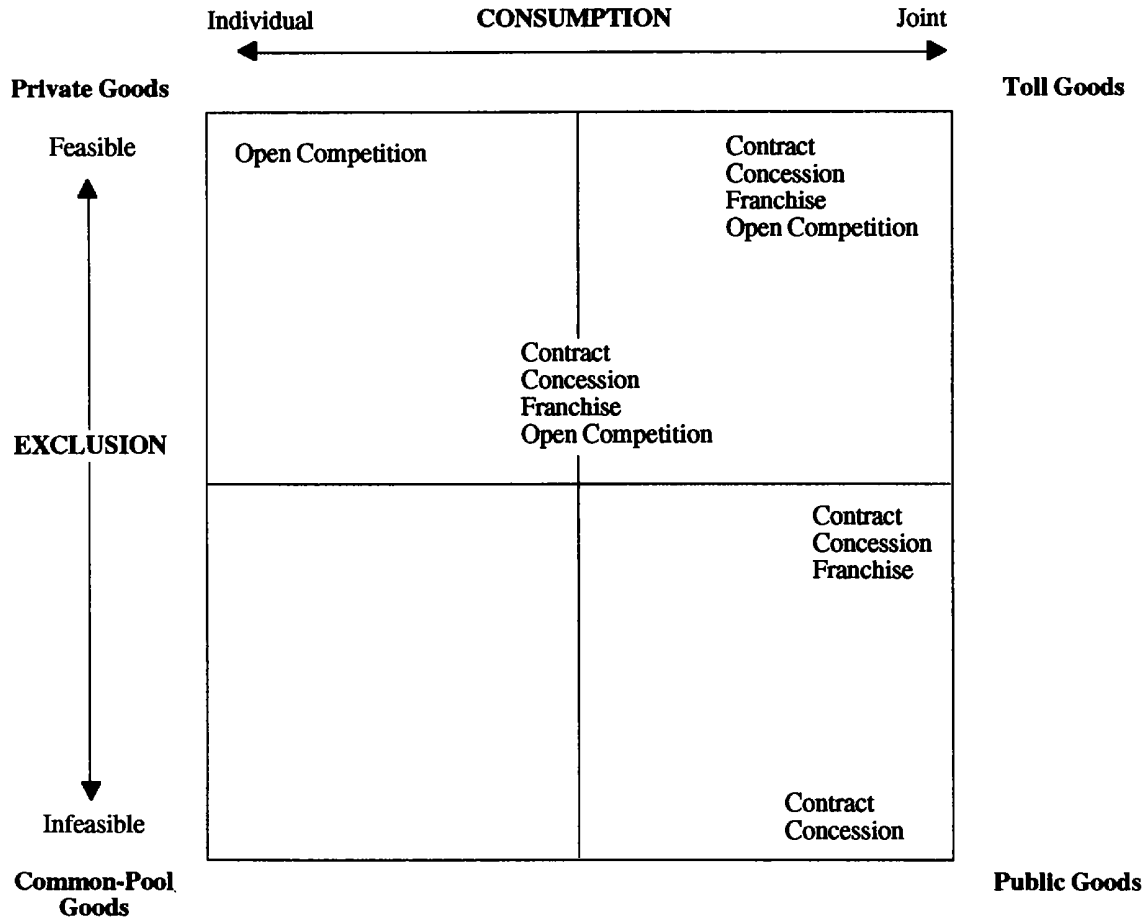 Individual CONSUMPTION Joint
Private Goods Toll Goods
Feasible
Open Competition
Contract
Concession
Franchise
Open Competition
Contract
Concession
Franchise
Open Competition
EXCLUSION
Contract
Concession
Franchise
Contract
Concession
Infeasible
Common-Pool
Goods
Public Goods